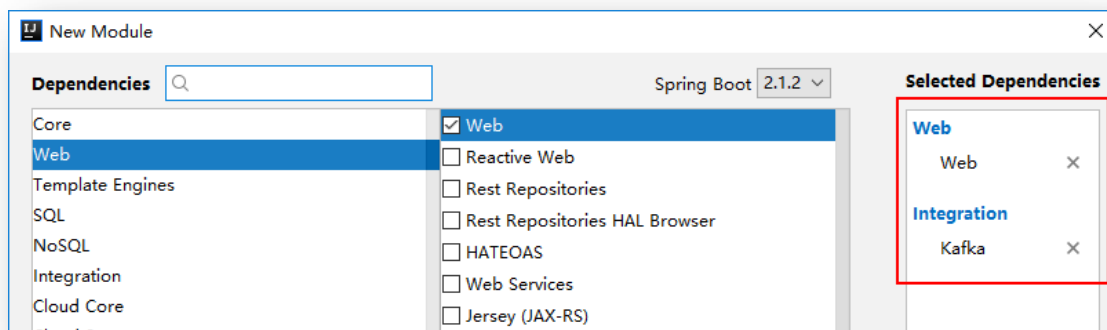 New Module
Dependencies
Spring Boot 2.1.2
Selected Dependencies
Core
Web
Template Engines
SQL
NoSQL
Integration
Cloud Core
Web
Reactive Web
Rest Repositories
Rest Repositories HAL Browser
HATEOAS
Web Services
Jersey (JAX-RS)
Web
Web
Integration
Kafka